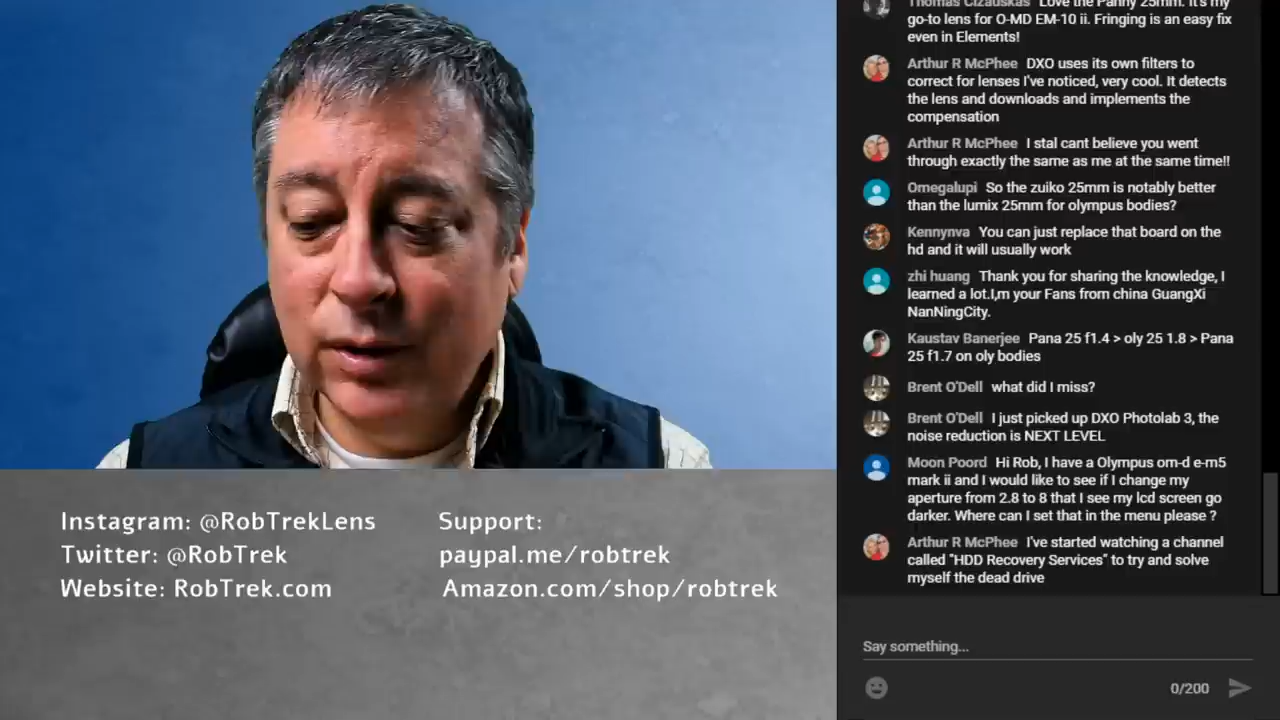 Instagram: @RobTrekLens
Twitter: @RobTrek
Website: RobTrek.com
Support:
paypal.me/robtrek
Amazon.com/shop/robtrek
Thomas Cizauskas Love the Panny 25mm. It's my
go-to lens for O-MD EM-10 ii. Fringing is an easy fix
even in Elements!
Arthur R McPhee DXO uses its own filters to
correct for lenses I've noticed, very cool. It detects
the lens and downloads and implements the
compensation
Arthur R McPhee I stal cant believe you went
through exactly the same as me at the same time!!
Omegalupi So the zuiko 25mm is notably better
than the lumix 25mm for olympus bodies?
Kennynva You can just replace that board on the
hd and it will usually work
zhi huang Thank you for sharing the knowledge, I
learned a lot.I,m your Fans from china GuangXi
NanNingCity.
Kaustav Banerjee Pana 25 f1.4 > oly 25 1.8 > Pana
25 f1.7 on oly bodies
Brent O'Dell what did I miss?
Brent O'Dell I just picked up DXO Photolab 3, the
noise reduction is NEXT LEVEL
Moon Poord Hi Rob, I have a Olympus om-d e-m5
mark ii and I would like to see if I change my
aperture from 2.8 to 8 that I see my lcd screen go
darker. Where can I set that in the menu please ?
Arthur R McPhee I've started watching a channel
called "HDD Recovery Services" to try and solve
myself the dead drive
Say something...
0/200